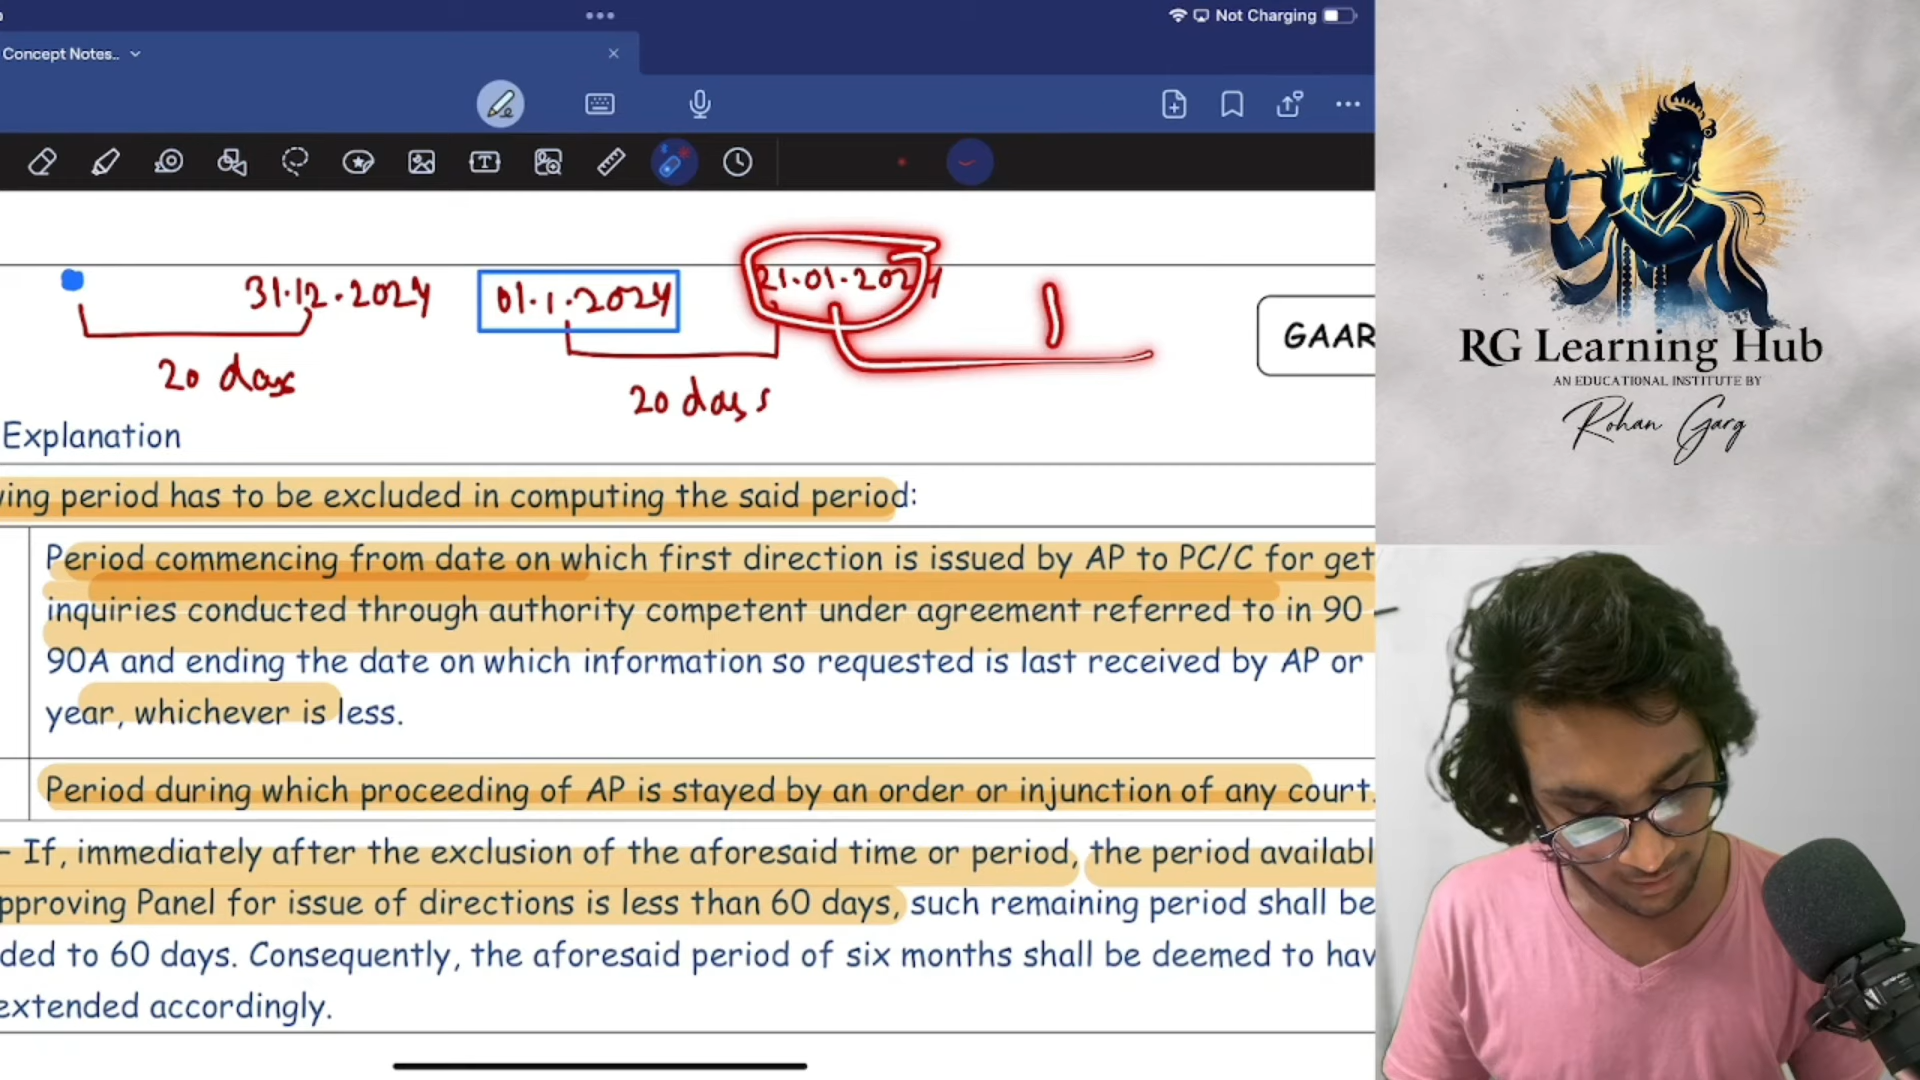 Not Charging
Concept Notes..
31.12.2024
01.1.2024
21.01.2024
20 days
20 days
GAAR
Explanation
ving period has to be excluded in computing the said period:
Period commencing from date on which first direction is issued by AP to PC/C for get
inquiries conducted through authority competent under agreement referred to in 90
90A and ending the date on which information so requested is last received by AP or
year, whichever is less.
Period during which proceeding of AP is stayed by an order or injunction of any court.
- If, immediately after the exclusion of the aforesaid time or period, the period availabl
pproving Panel for issue of directions is less than 60 days, such remaining period shall be
ded to 60 days. Consequently, the aforesaid period of six months shall be deemed to hav
extended accordingly.
RG Learning Hub
AN EDUCATIONAL INSTITUTE BY
Rohan Garg